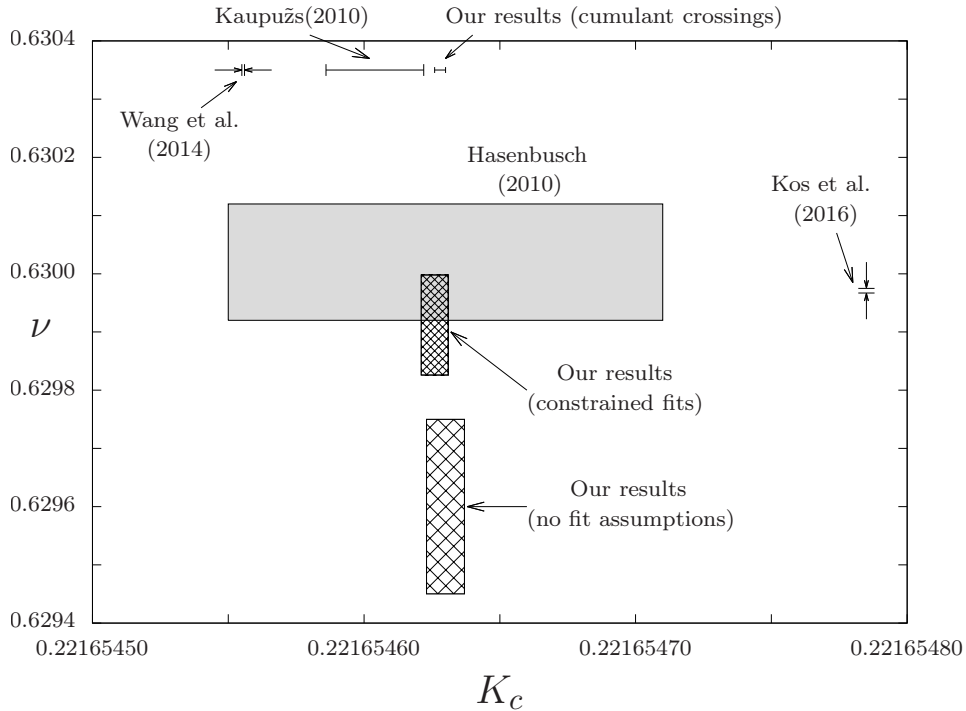 Kaupuz̃s(2010)
Our results (cumulant crossings)
0.6304
Wang et al.
(2014)
0.6302
Hasenbusch
(2010)
Kos et al.
(2016)
0.6300
ν
Our results
(constrained fits)
0.6298
Our results
(no fit assumptions)
0.6296
0.6294
0.22165450
0.22165460
0.22165470
0.22165480
K_c